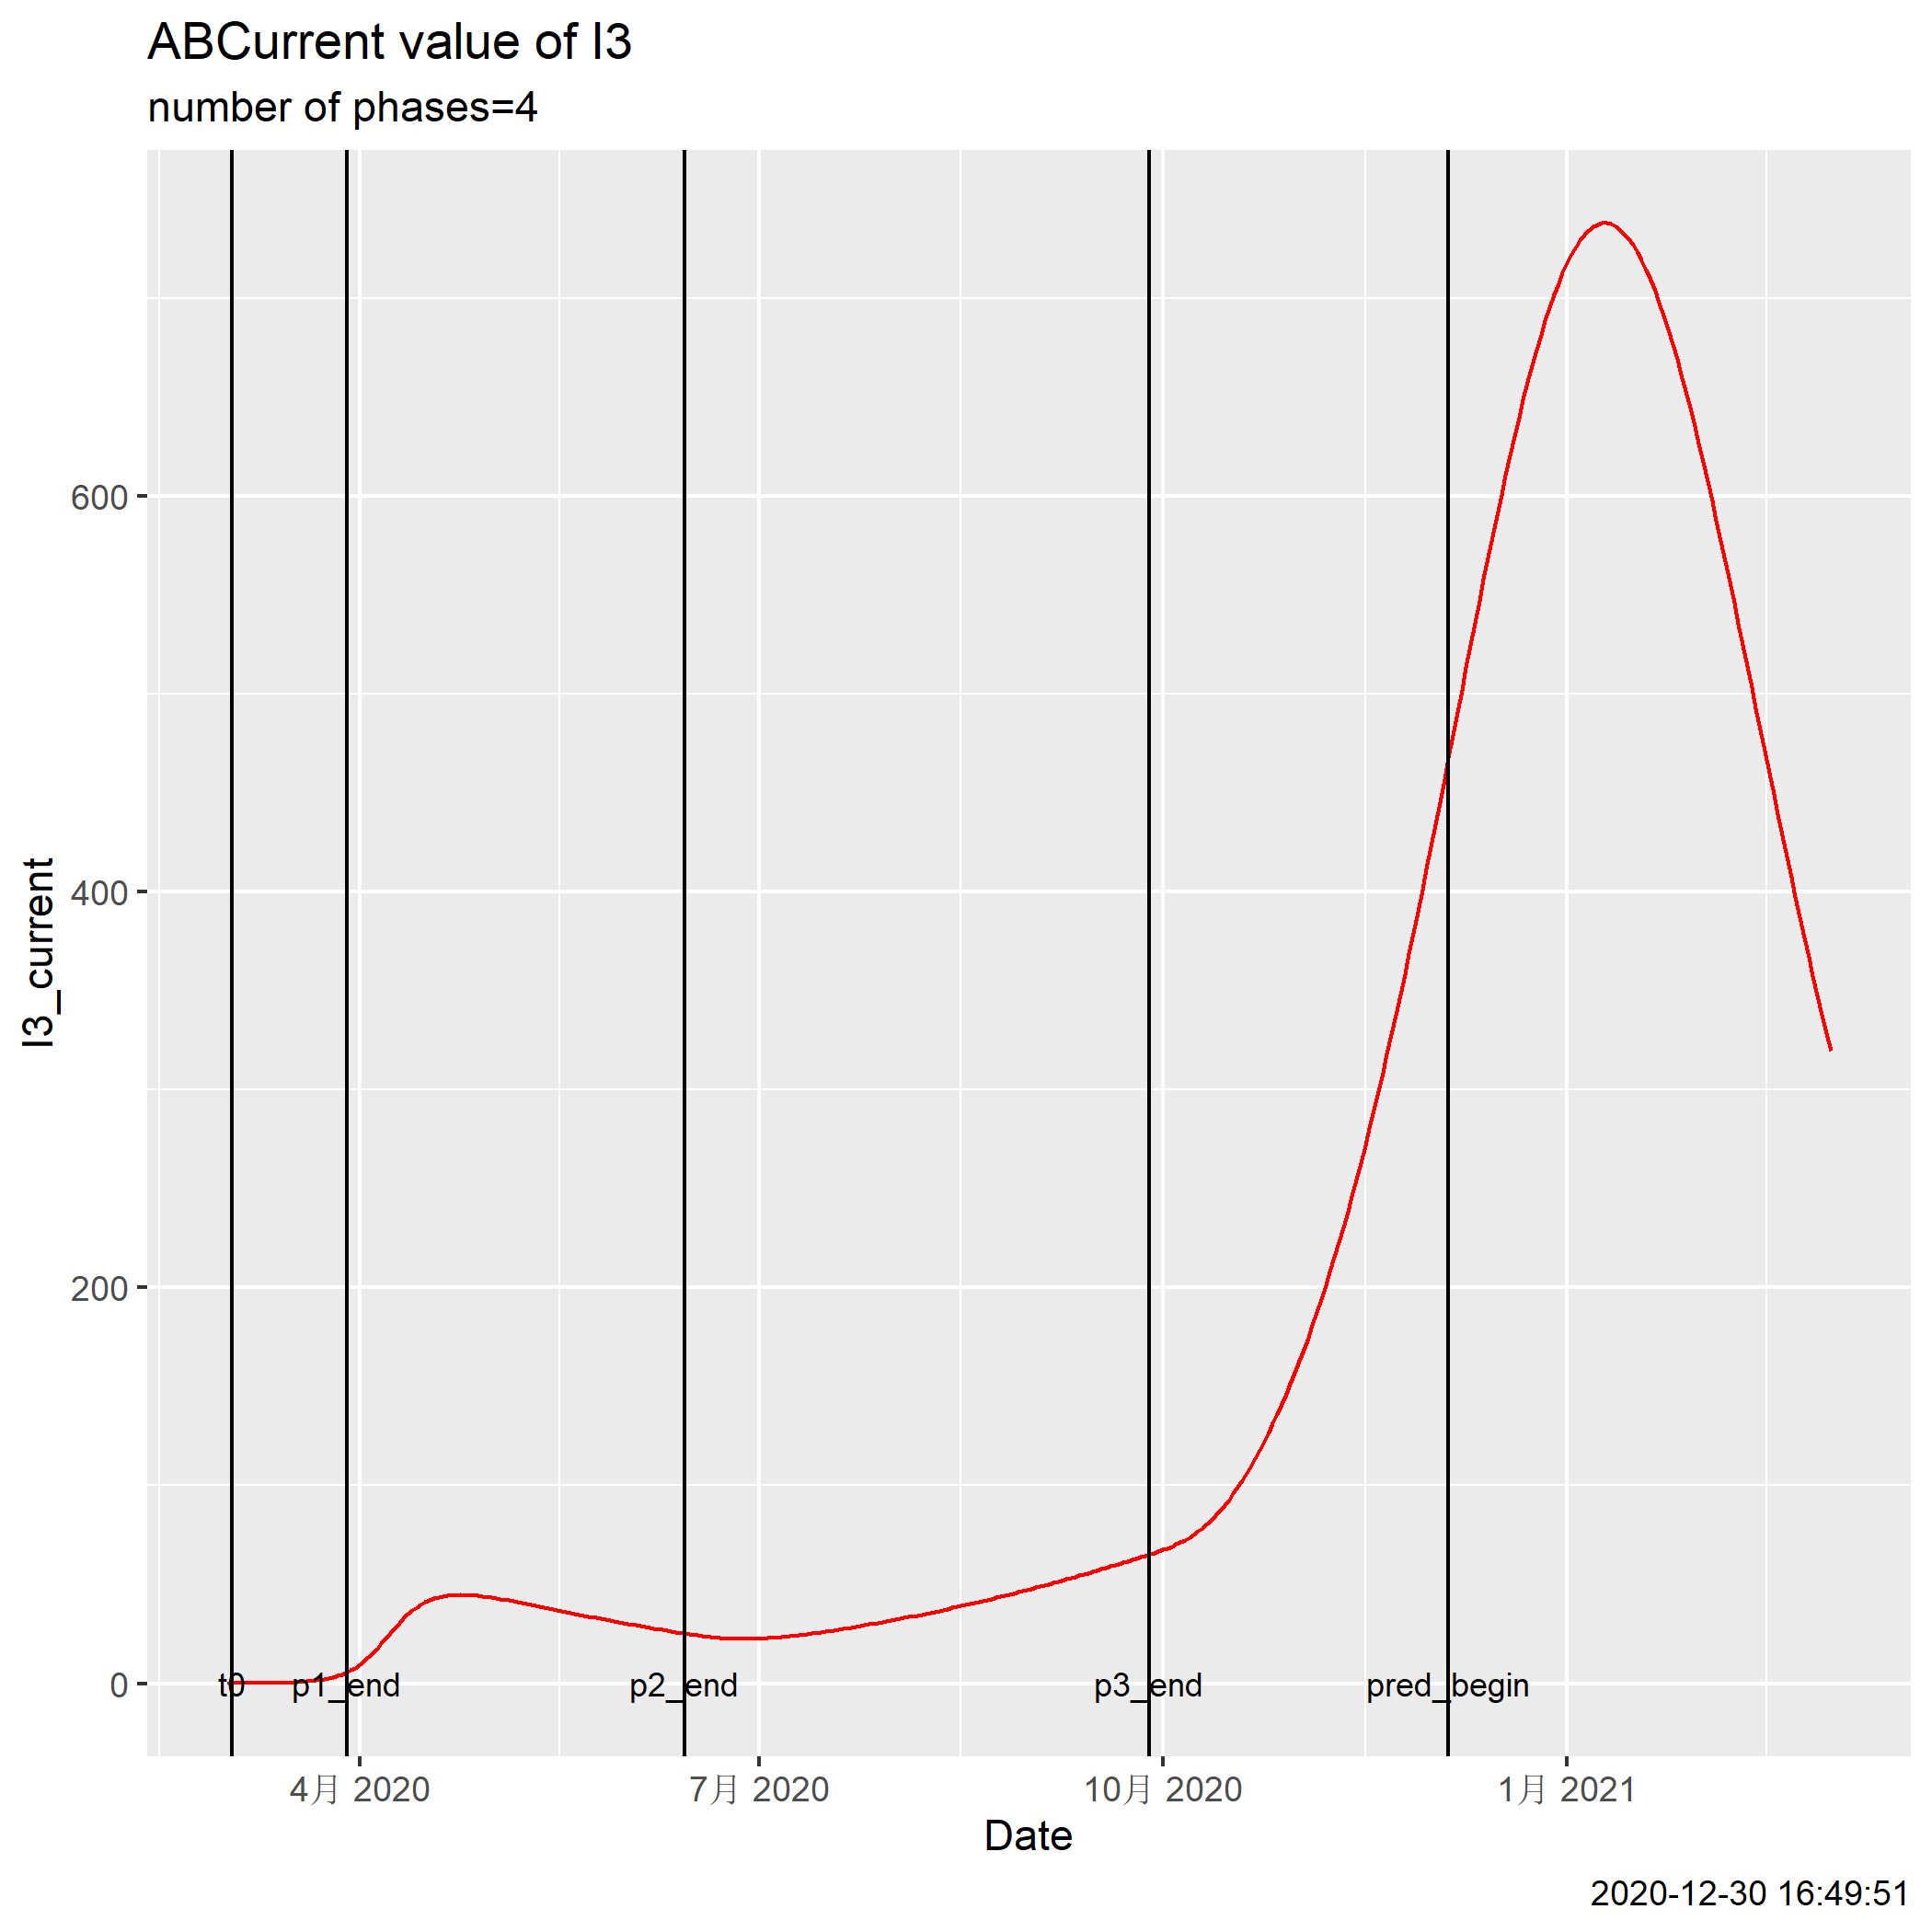 ABCurrent value of I3
number of phases=4
I3_current
600
400
200
0
t0 p1_end p2_end p3_end pred_begin
4月 2020 7月 2020 10月 2020 1月 2021
Date
2020-12-30 16:49:51